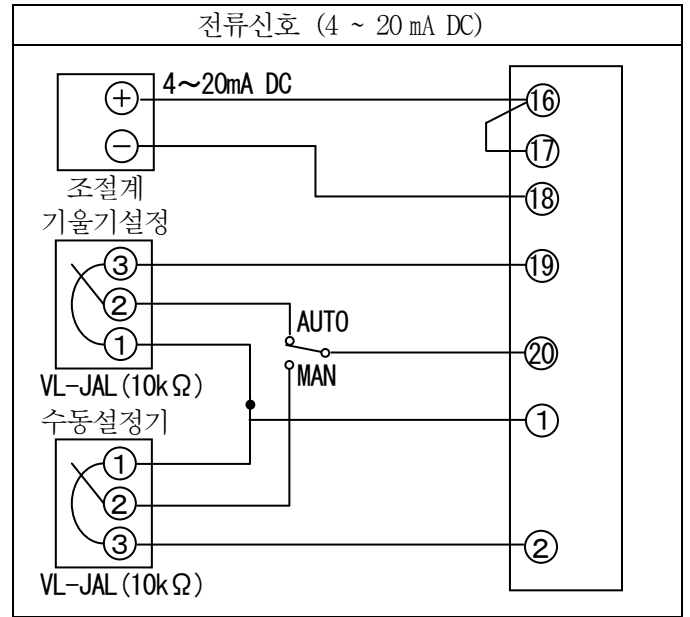 전류신호 (4 ~ 20 mA DC)
4～20mA DC
+
−
조절계
16
17
18
기울기설정
3
2
1
VL-JAL(10kΩ)
19
AUTO
MAN
20
1
수동설정기
1
2
3
VL-JAL(10kΩ)
2